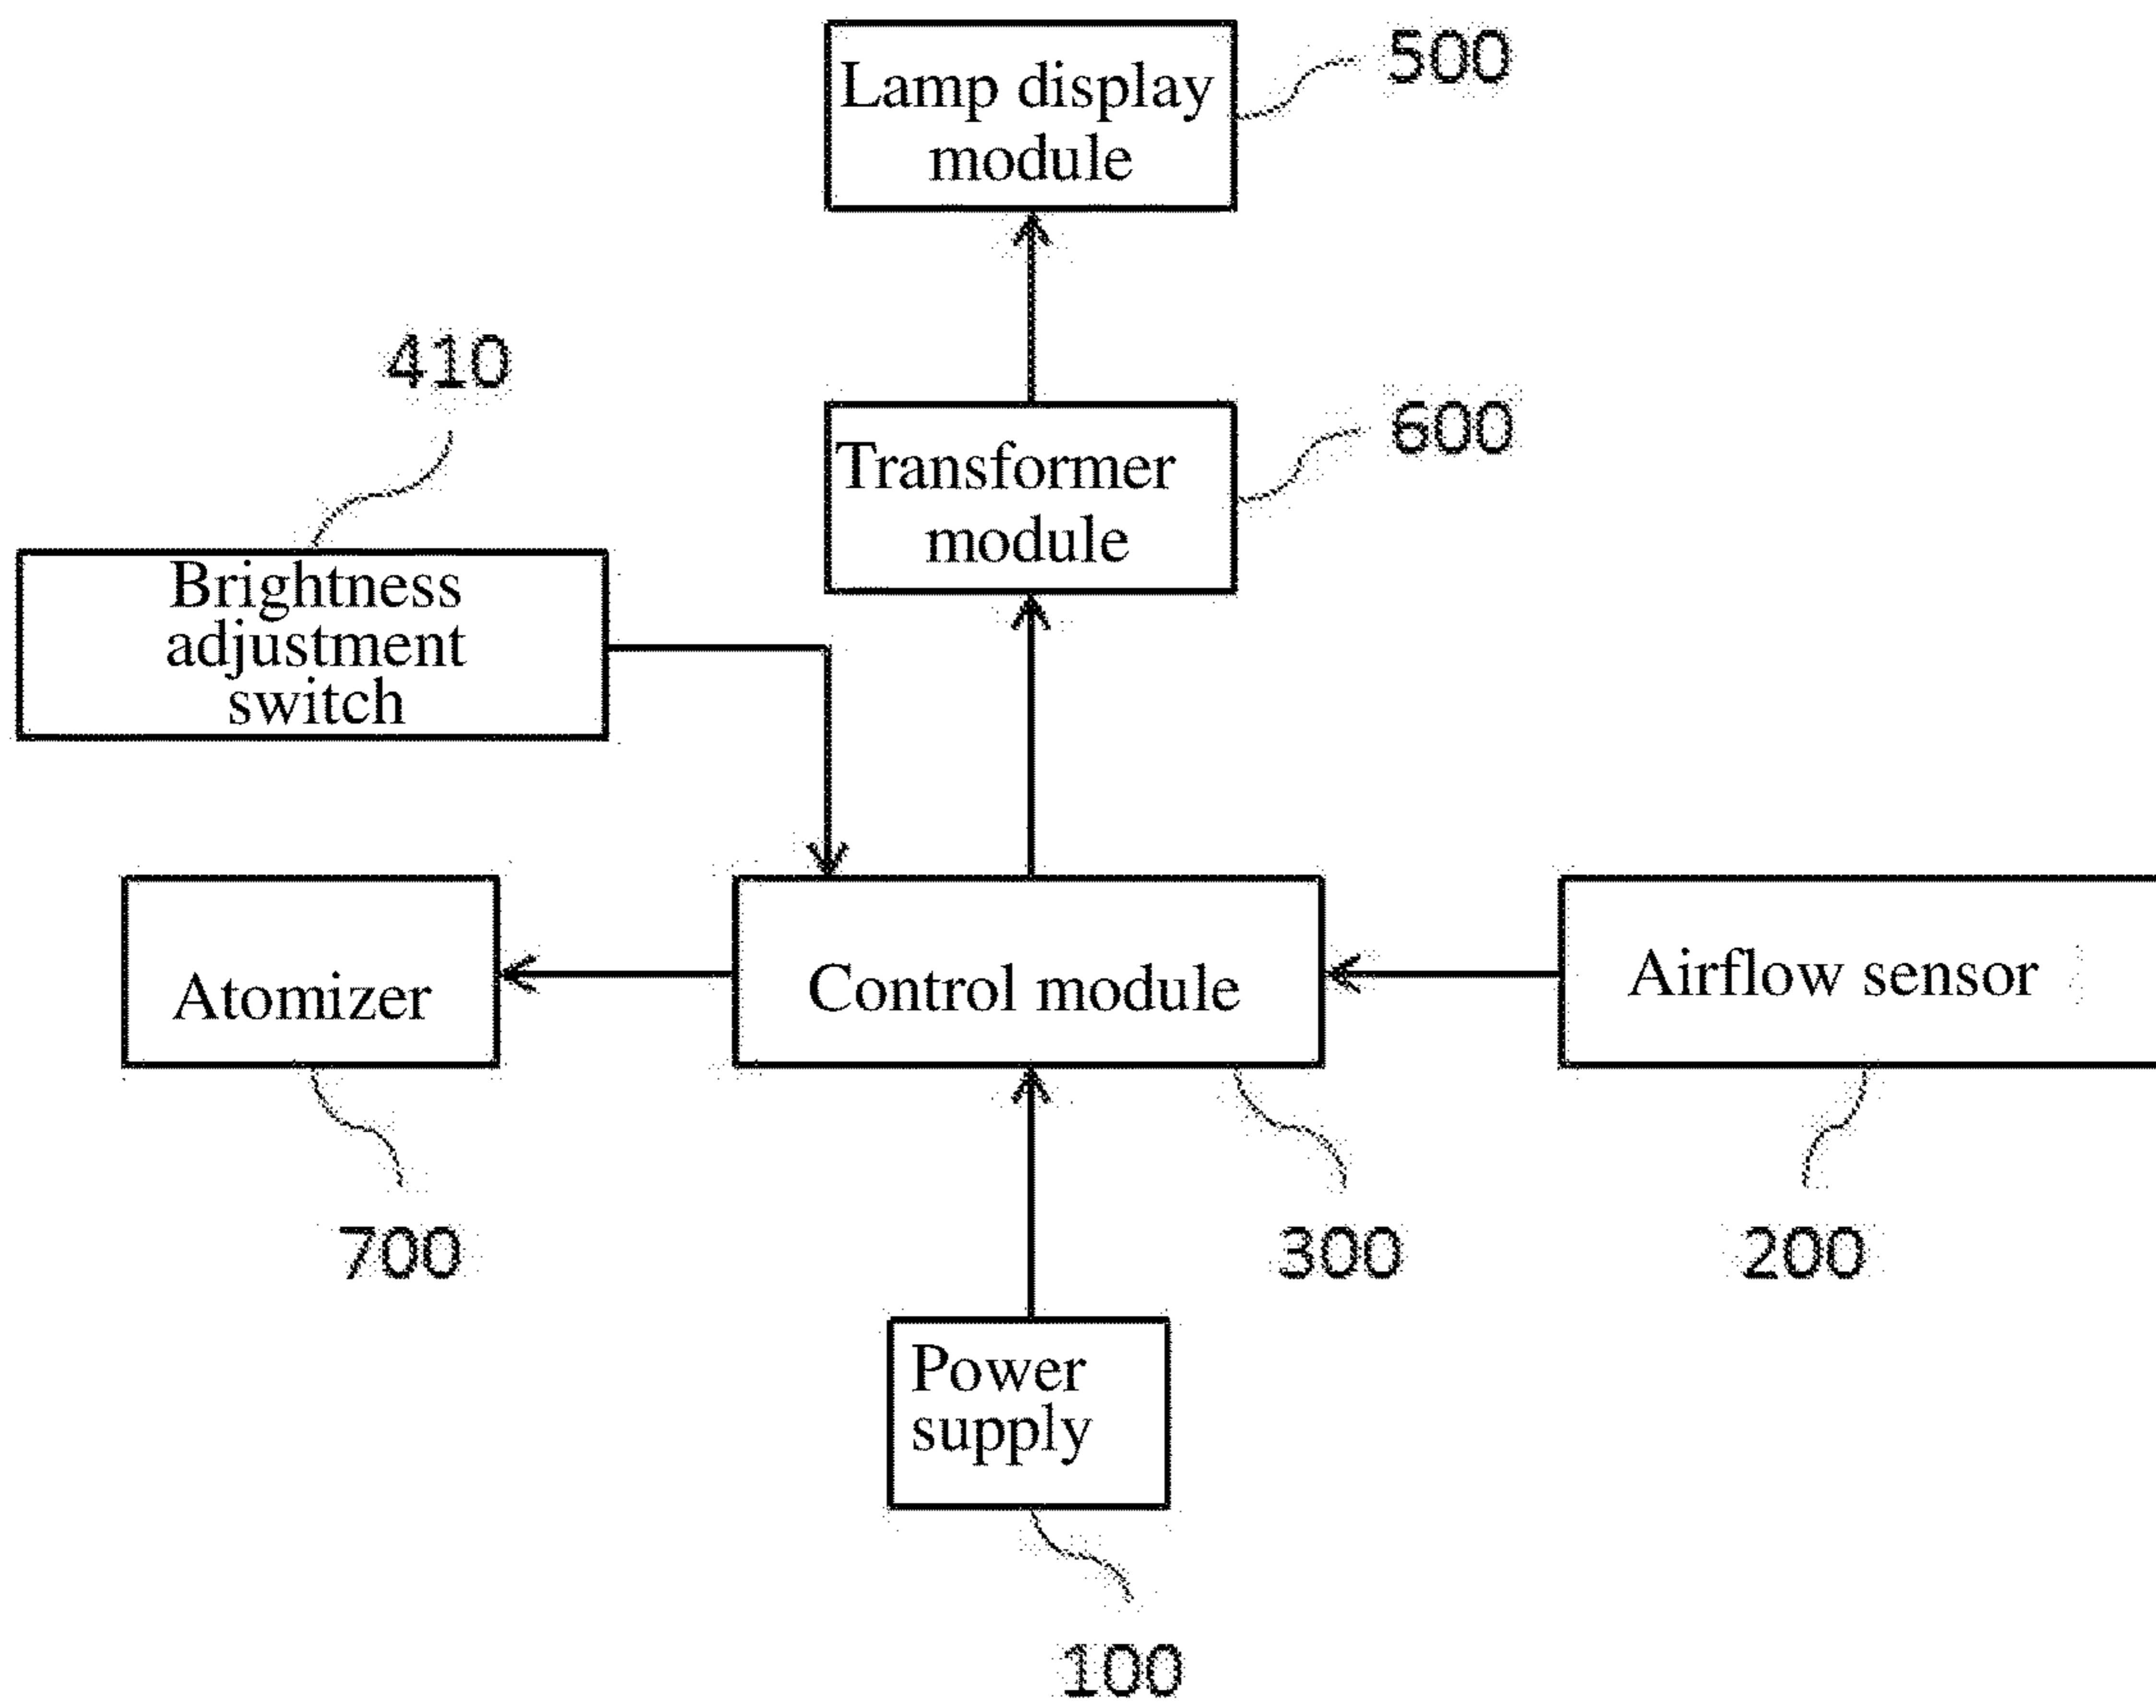 Lamp display
module
500
410
Transformer
module
600
Brightness
adjustment
switch
Atomizer
Control module
Airflow sensor
700
300
200
Power
supply
100